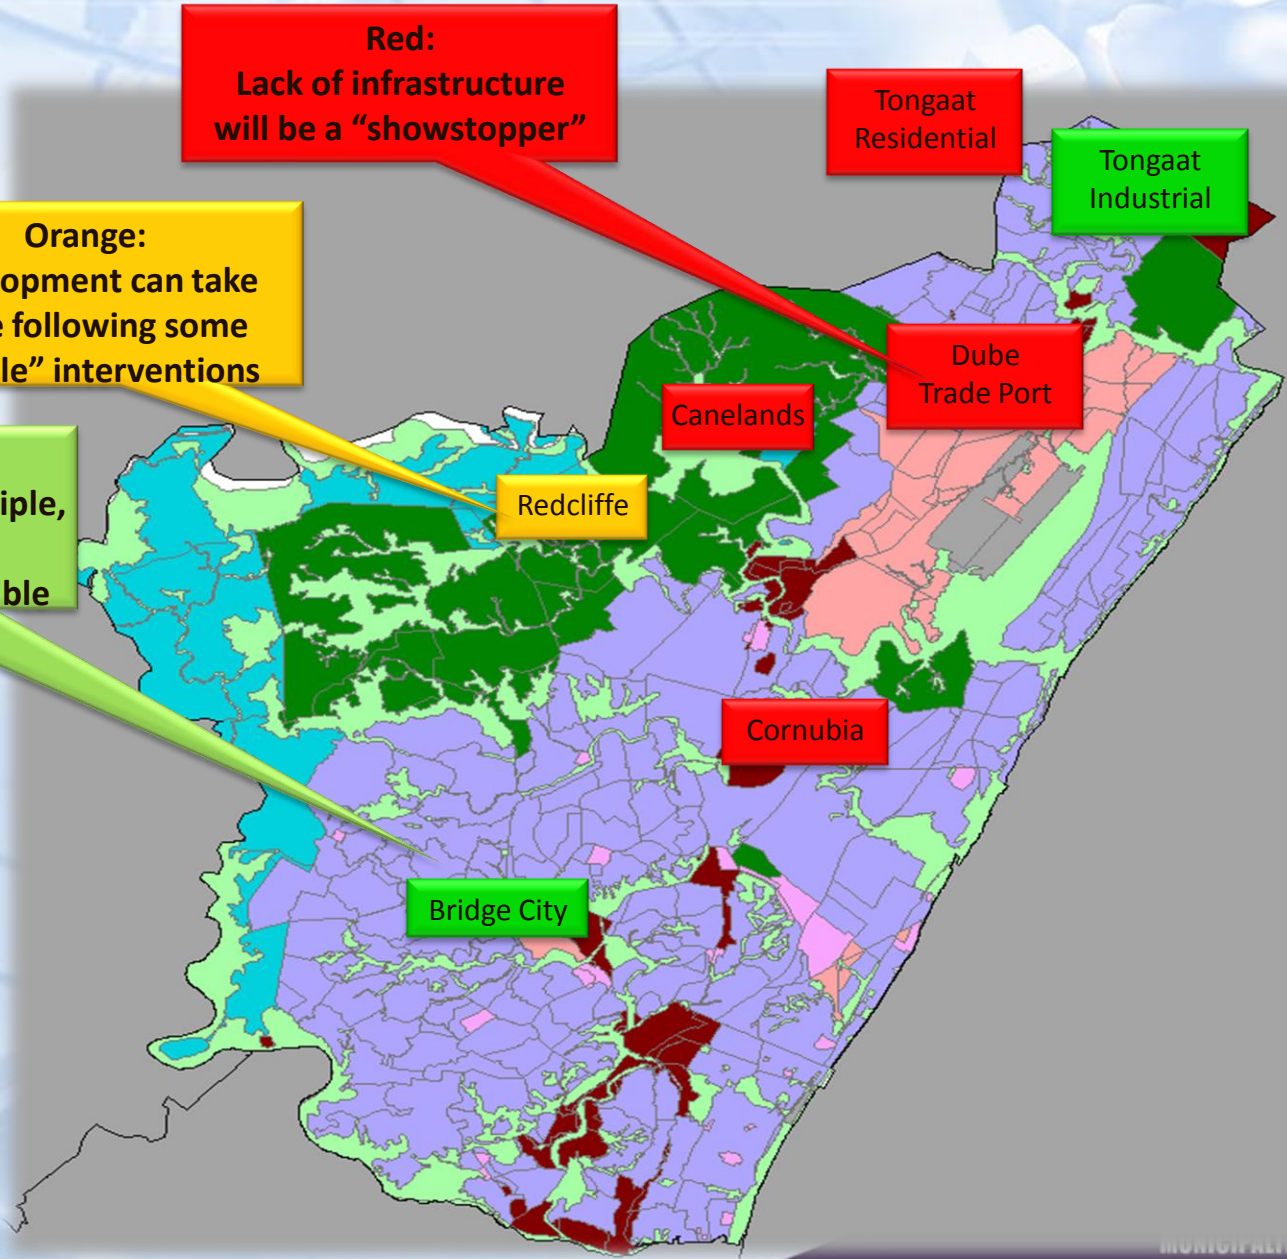 Red:
Lack of infrastructure
will be a “showstopper”
Tongaat
Residential
Tongaat
Industrial
Orange:
opment can take
following some
le” interventions
Dube
Trade Port
Canelands
Redcliffe
iple,
ble
Cornubia
Bridge City
MUNICIPALI